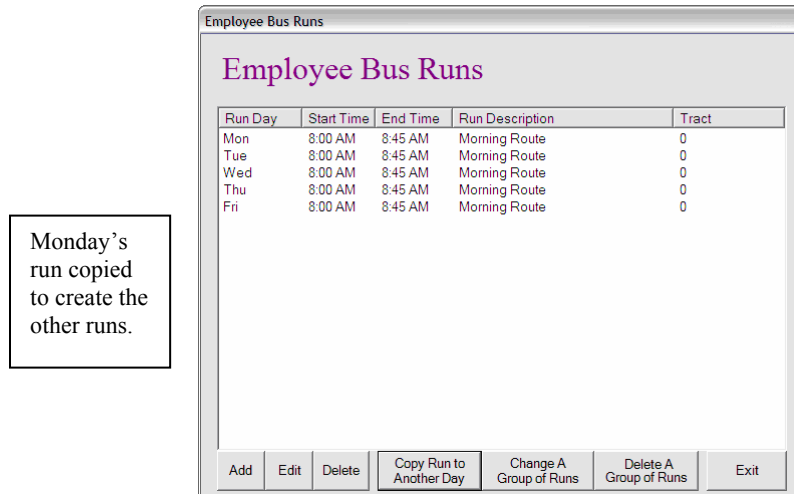 Employee Bus Runs
Employee Bus Runs
Run Day Start Time End Time Run Description Tract
Mon 8:00 AM 8:45 AM Morning Route 0
Tue 8:00 AM 8:45 AM Morning Route 0
Wed 8:00 AM 8:45 AM Morning Route 0
Thu 8:00 AM 8:45 AM Morning Route 0
Fri 8:00 AM 8:45 AM Morning Route 0
Monday’s
run copied
to create the
other runs.
Add Edit Delete Copy Run to Another Day Change A Group of Runs Delete A Group of Runs Exit